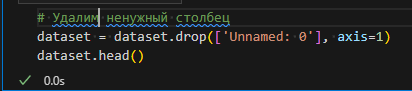 # Удалим ненужный столбец
dataset = dataset.drop(['Unnamed: 0'], axis=1)
dataset.head()
0.0s